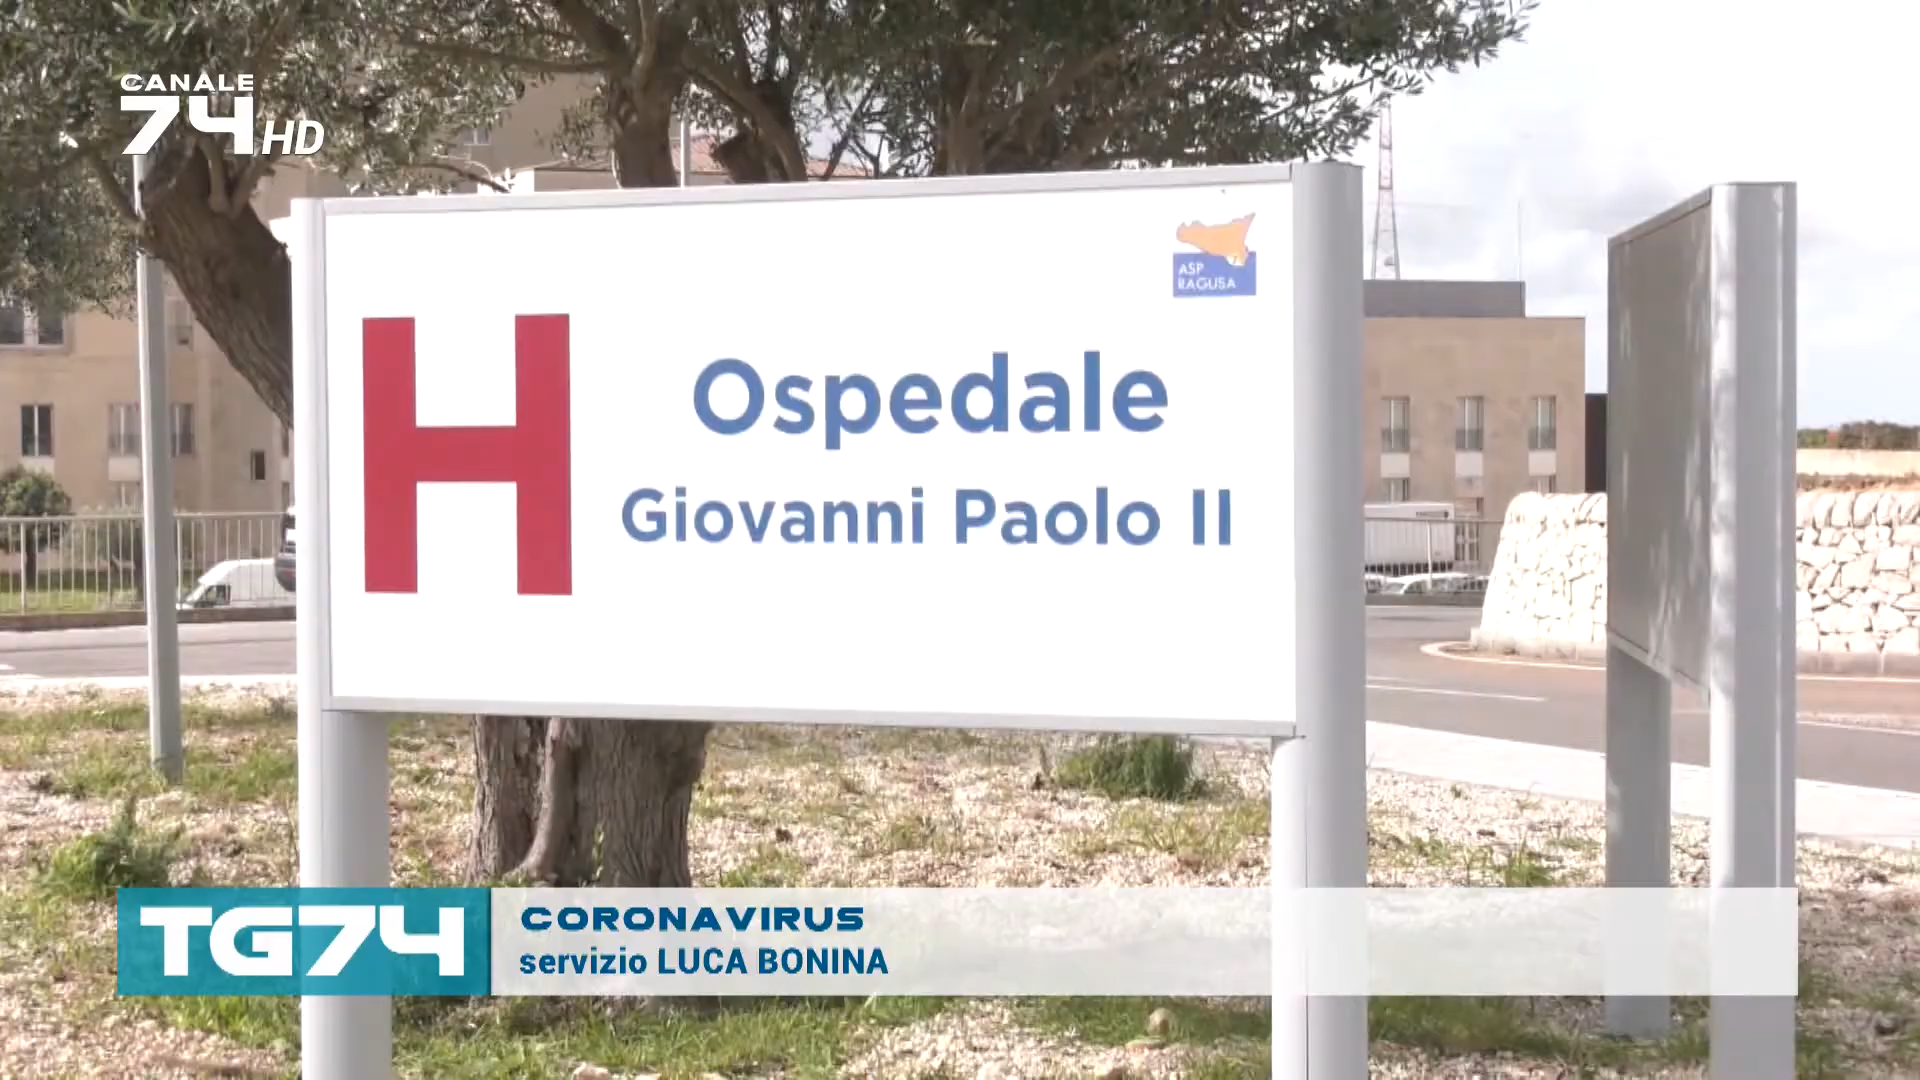 CANALE
74 HD
ASP
RAGUSA
H
Ospedale
Giovanni Paolo II
TG74
CORONAVIRUS
servizio LUCA BONINA